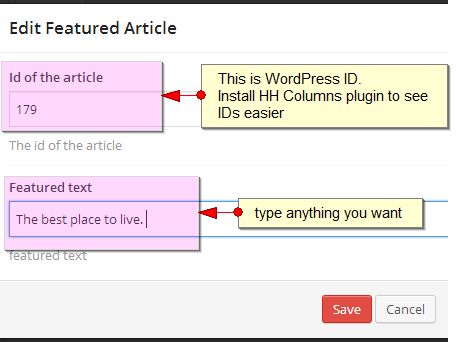 Edit Featured Article
Id of the article
This is WordPress ID.
Install HH Columns plugin to see
IDs easier
179
The id of the article
Featured text
The best place to live.
type anything you want
featured text
Save
Cancel